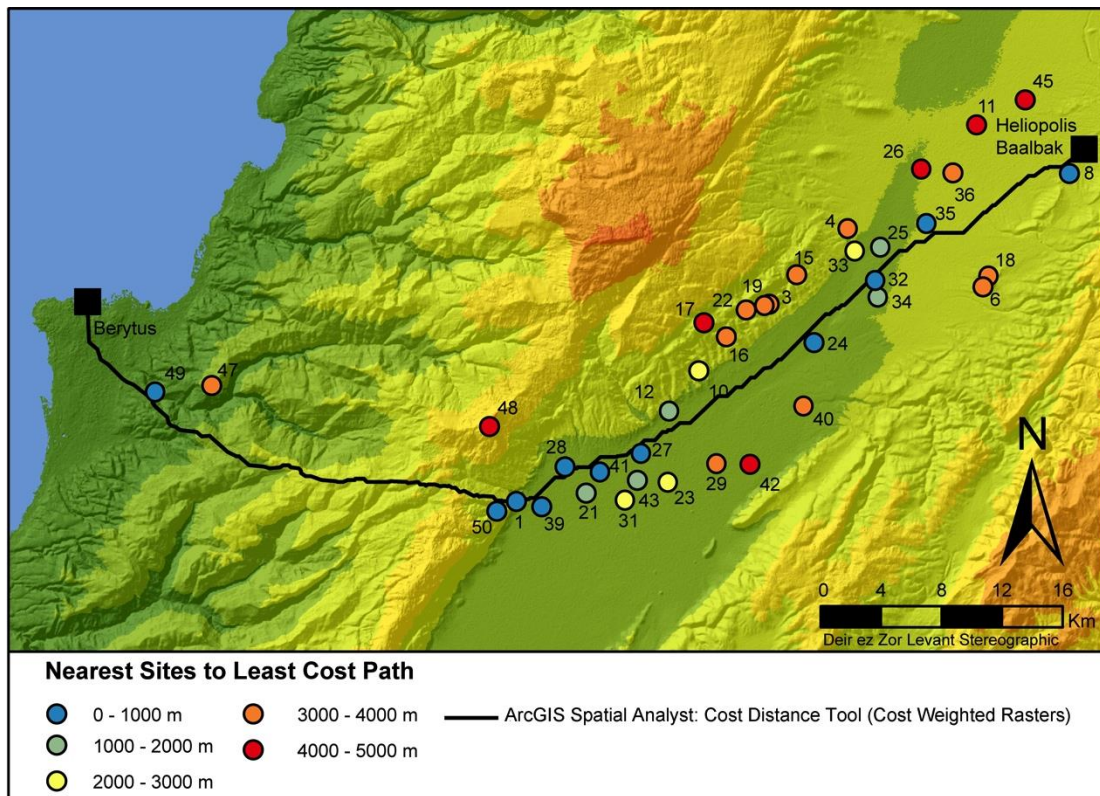 45
11
Heliopolis
Baalbak
26
8
36
4
35
25
33
15
18
32
6
19
3
22
34
17
Berytus
16
24
49
47
10
12
40
48
N
28
27
41
29
42
43
23
21
31
50
1
39
0 4 8 12 16
Km
Deir ez Zor Levant Stereographic
Nearest Sites to Least Cost Path
0 - 1000 m
3000 - 4000 m
ArcGIS Spatial Analyst: Cost Distance Tool (Cost Weighted Rasters)
1000 - 2000 m
4000 - 5000 m
2000 - 3000 m